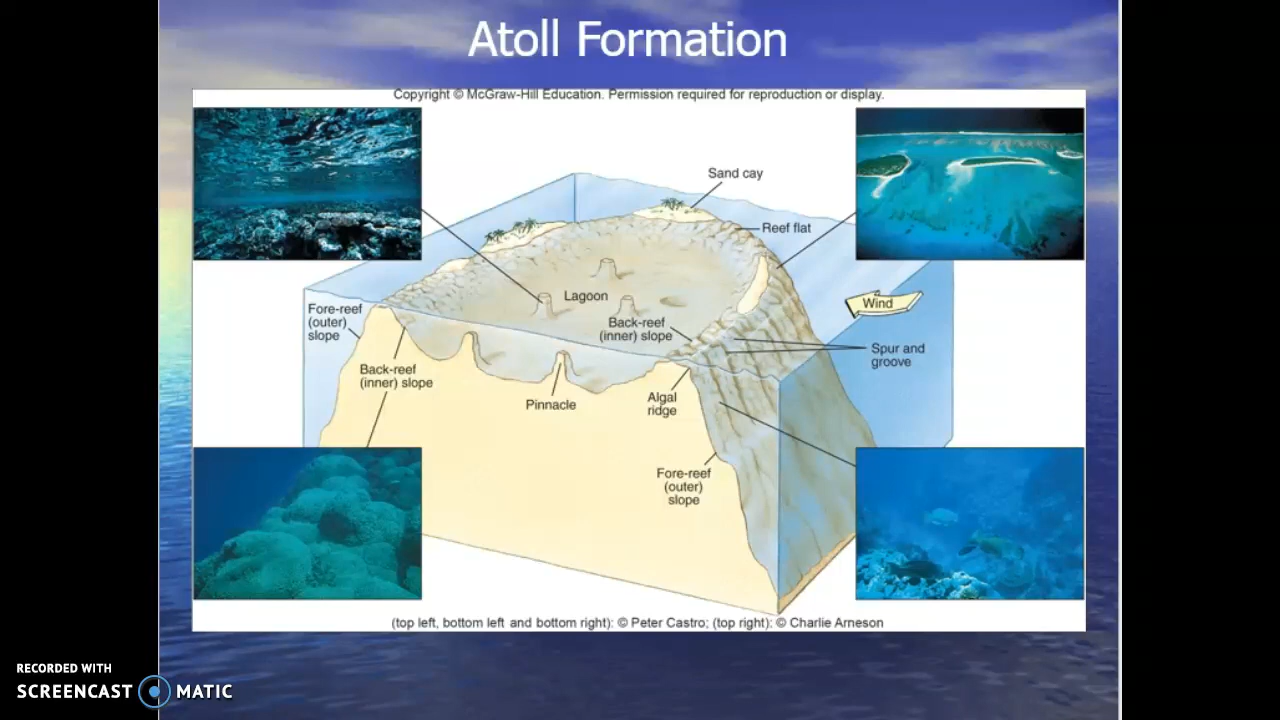 Atoll Formation
Copyright © McGraw-Hill Education. Permission required for reproduction or display.
Sand cay
Reef flat
Wind
Lagoon
Fore-reef
(outer)
slope
Back-reef
(inner) slope
Spur and
groove
Back-reef
(inner) slope
Pinnacle
Algal
ridge
Fore-reef
(outer)
slope
(top left, bottom left and bottom right): © Peter Castro; (top right): © Charlie Arneson
RECORDED WITH
SCREENCAST MATIC